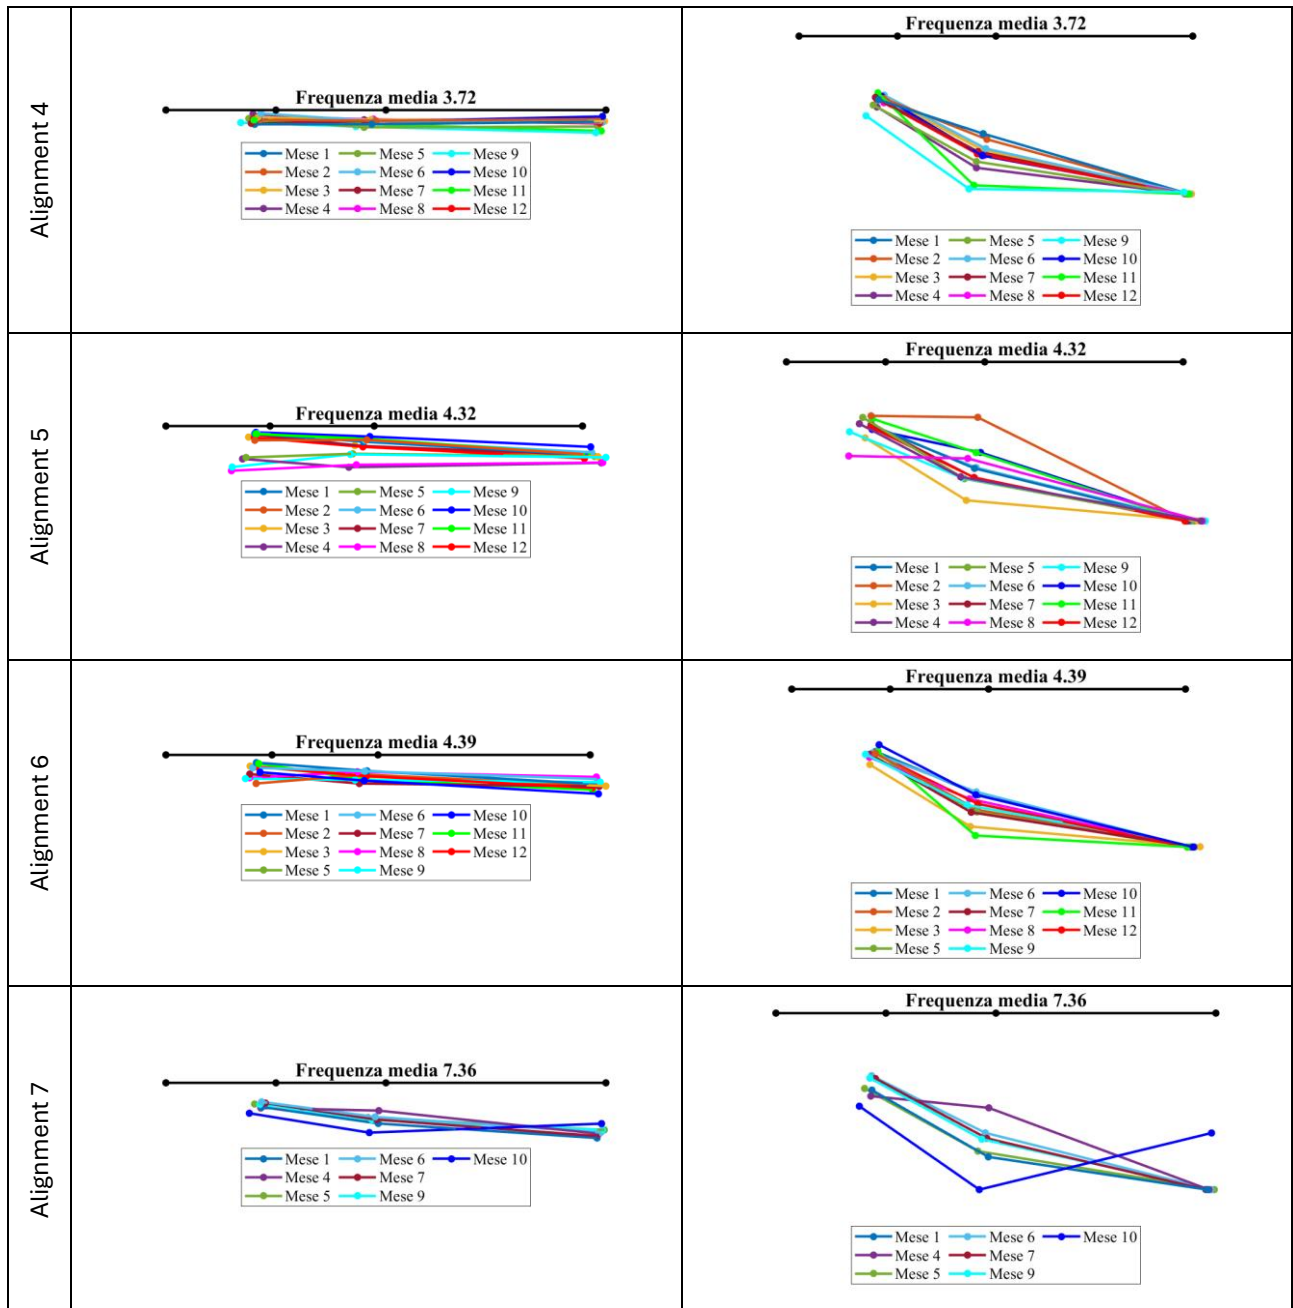 Alignment 4
Frequenza media 3.72
Mese 1 Mese 5 Mese 9
Mese 2 Mese 6 Mese 10
Mese 3 Mese 7 Mese 11
Mese 4 Mese 8 Mese 12
Frequenza media 3.72
Mese 1 Mese 5 Mese 9
Mese 2 Mese 6 Mese 10
Mese 3 Mese 7 Mese 11
Mese 4 Mese 8 Mese 12
Alignment 5
Frequenza media 4.32
Mese 1 Mese 5 Mese 9
Mese 2 Mese 6 Mese 10
Mese 3 Mese 7 Mese 11
Mese 4 Mese 8 Mese 12
Frequenza media 4.32
Mese 1 Mese 5 Mese 9
Mese 2 Mese 6 Mese 10
Mese 3 Mese 7 Mese 11
Mese 4 Mese 8 Mese 12
Alignment 6
Frequenza media 4.39
Mese 1 Mese 6 Mese 10
Mese 2 Mese 7 Mese 11
Mese 3 Mese 8 Mese 12
Mese 5 Mese 9
Frequenza media 4.39
Mese 1 Mese 6 Mese 10
Mese 2 Mese 7 Mese 11
Mese 3 Mese 8 Mese 12
Mese 5 Mese 9
Alignment 7
Frequenza media 7.36
Mese 1 Mese 6 Mese 10
Mese 4 Mese 7
Mese 5 Mese 9
Frequenza media 7.36
Mese 1 Mese 6 Mese 10
Mese 4 Mese 7
Mese 5 Mese 9